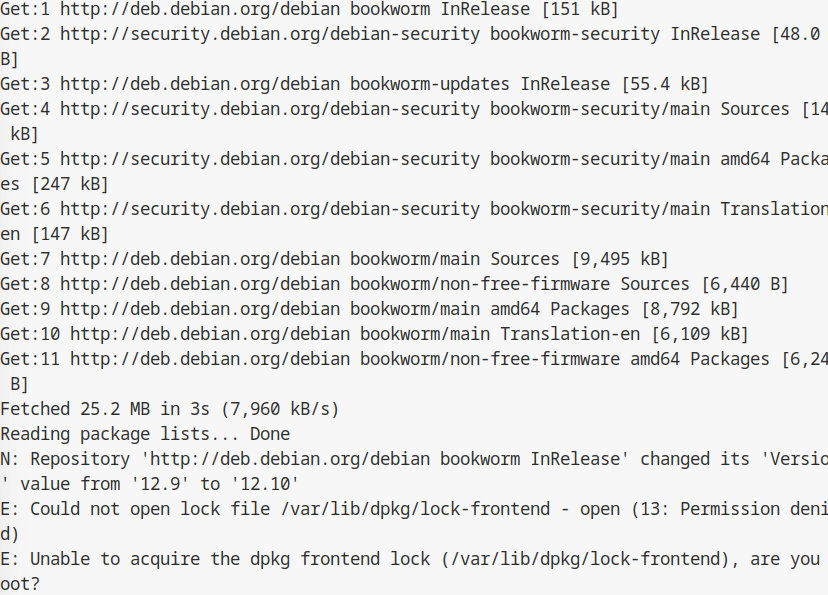 Get:1 http://deb.debian.org/debian bookworm InRelease [151 kB]
Get:2 http://security.debian.org/debian-security bookworm-security InRelease [48.0
B]
Get:3 http://deb.debian.org/debian bookworm-updates InRelease [55.4 kB]
Get:4 http://security.debian.org/debian-security bookworm-security/main Sources [14
 kB]
Get:5 http://security.debian.org/debian-security bookworm-security/main amd64 Packa
es [247 kB]
Get:6 http://security.debian.org/debian-security bookworm-security/main Translation
en [147 kB]
Get:7 http://deb.debian.org/debian bookworm/main Sources [9,495 kB]
Get:8 http://deb.debian.org/debian bookworm/non-free-firmware Sources [6,440 B]
Get:9 http://deb.debian.org/debian bookworm/main amd64 Packages [8,792 kB]
Get:10 http://deb.debian.org/debian bookworm/main Translation-en [6,109 kB]
Get:11 http://deb.debian.org/debian bookworm/non-free-firmware amd64 Packages [6,24
 B]
Fetched 25.2 MB in 3s (7,960 kB/s)
Reading package lists... Done
N: Repository 'http://deb.debian.org/debian bookworm InRelease' changed its 'Versio
' value from '12.9' to '12.10'
E: Could not open lock file /var/lib/dpkg/lock-frontend - open (13: Permission deni
d)
E: Unable to acquire the dpkg frontend lock (/var/lib/dpkg/lock-frontend), are you
oot?